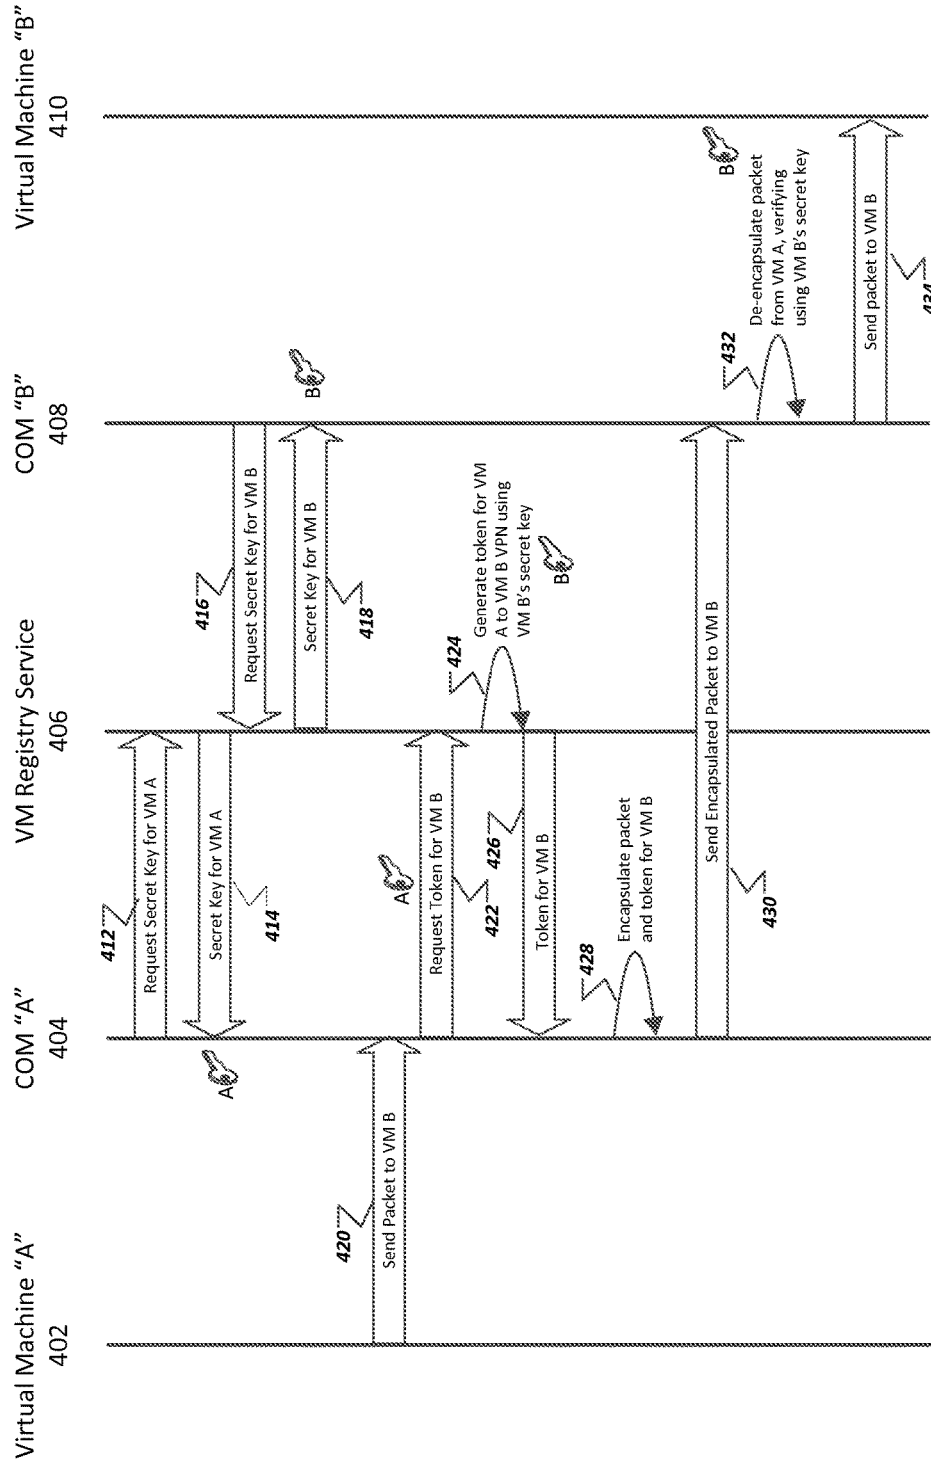 Virtual Machine “A”
402
COM “A”
404
VM Registry Service
406
COM “B”
408
Virtual Machine “B”
410
412
Request Secret Key for VM A
Secret Key for VM A
414
A
416
Request Secret Key for VM B
Secret Key for VM B
418
B
420
Send Packet to VM B
A
Request Token for VM B
422
424
Generate token for VM
A to VM B VPN using
VM B’s secret key
B
426
Token for VM B
428
Encapsulate packet
and token for VM B
Send Encapsulated Packet to VM B
430
B
432
De-encapsulate packet
from VM A, verifying
using VM B’s secret key
Send packet to VM B
434